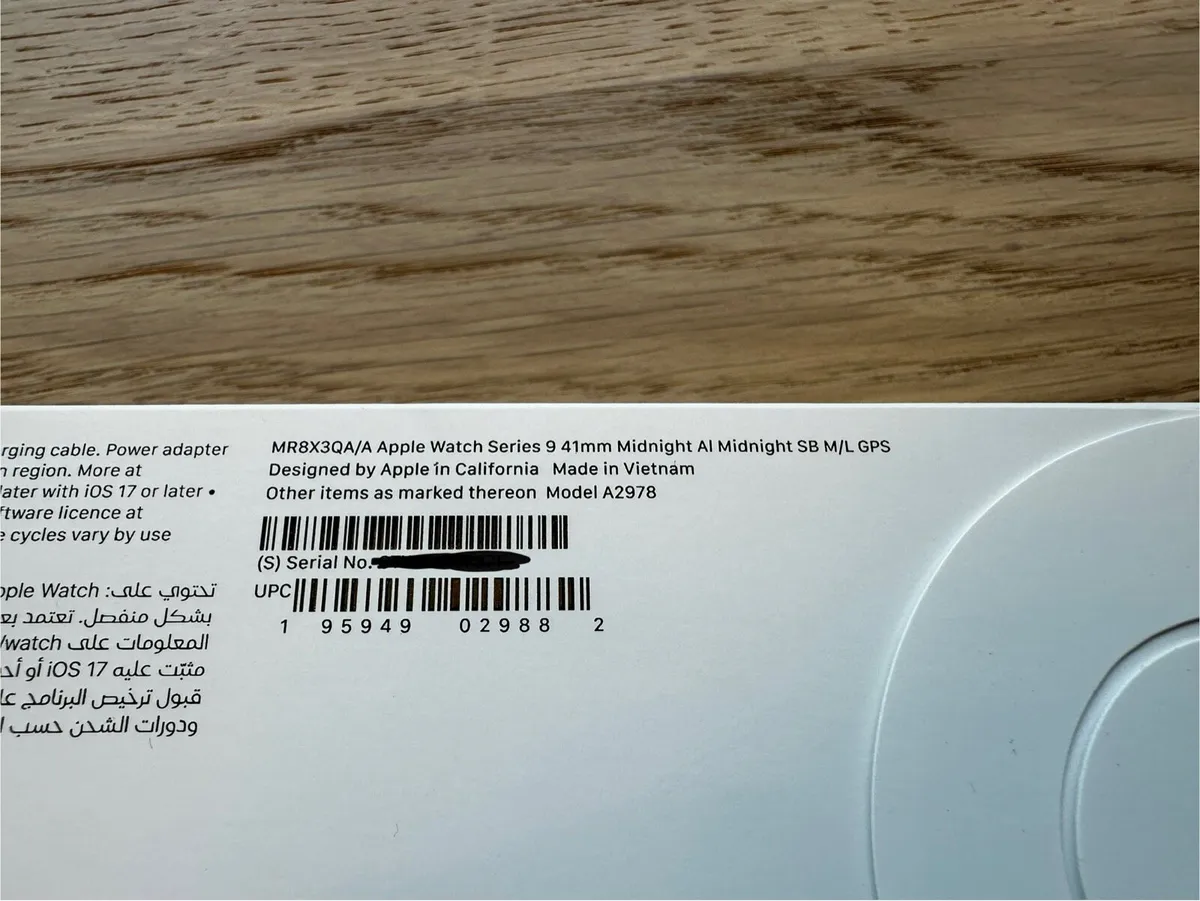 rging cable. Power adapter
n region. More at
later with iOS 17 or later •
ftware licence at
e cycles vary by use
pple Watch تحتوي على:
بشكل منفصل. تعتمد بعـ
المعلومات على /watch
مثبّت عليه iOS 17 أو أحـ
قبول ترخيص البرنامج عـ
ودورات الشحن حسب ا
MR8X3QA/A Apple Watch Series 9 41mm Midnight Al Midnight SB M/L GPS
Designed by Apple in California Made in Vietnam
Other items as marked thereon Model A2978
(S) Serial No.
UPC
1 95949 02988 2